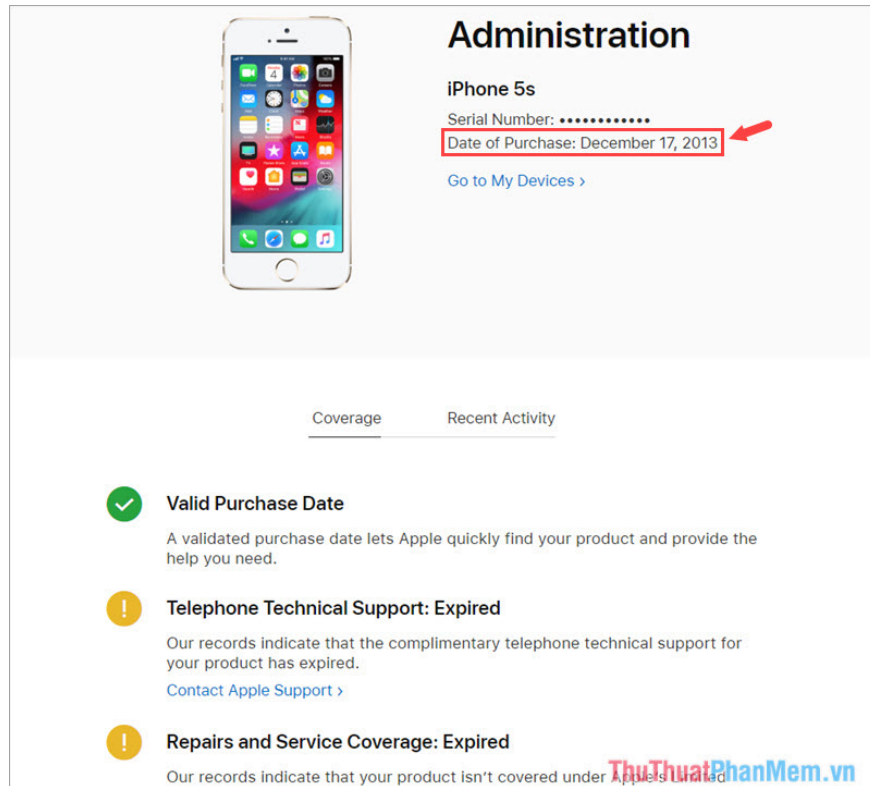 Administration
iPhone 5s
Serial Number: ••••••••••••
Date of Purchase: December 17, 2013
Go to My Devices >
Coverage
Recent Activity
Valid Purchase Date
A validated purchase date lets Apple quickly find your product and provide the
help you need.
Telephone Technical Support: Expired
Our records indicate that the complimentary telephone technical support for
your product has expired.
Contact Apple Support >
Repairs and Service Coverage: Expired
Our records indicate that your product isn't covered under Apple's Limited
ThuThuatPhanMem.vn